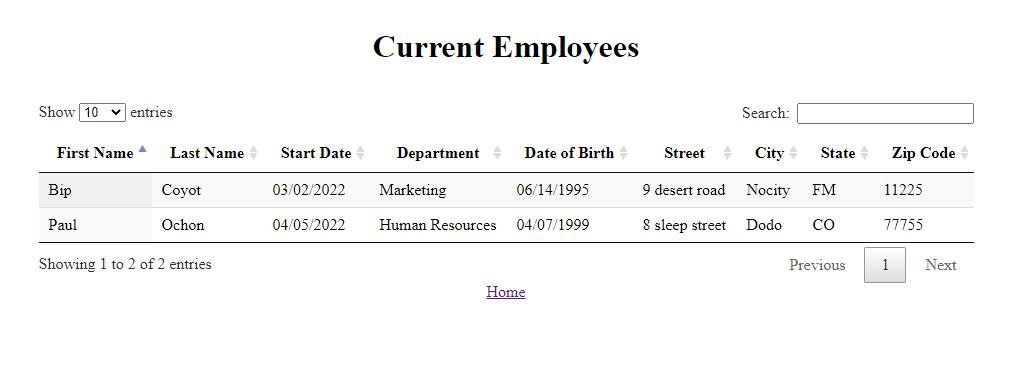 Current Employees
Show 10 entries Search:
First Name Last Name Start Date Department Date of Birth Street City State Zip Code
Bip Coyot 03/02/2022 Marketing 06/14/1995 9 desert road Nocity FM 11225
Paul Ochon 04/05/2022 Human Resources 04/07/1999 8 sleep street Dodo CO 77755
Showing 1 to 2 of 2 entries Previous 1 Next
Home